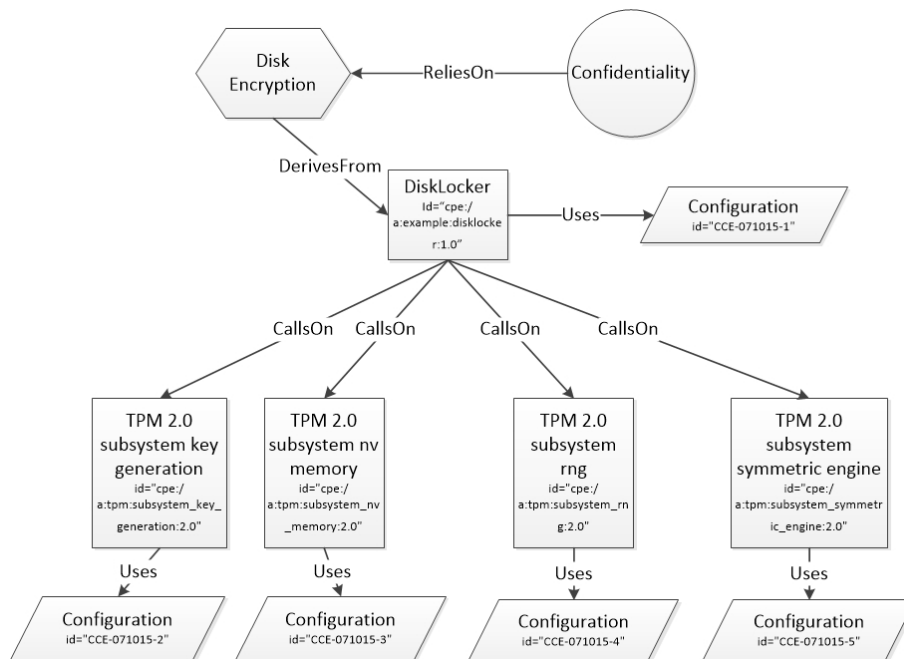 Disk
Encryption
ReliesOn
Confidentiality
DerivesFrom
DiskLocker
Id="cpe:/
a:example:disklocke
r:1.0"
Uses
Configuration
id="CCE-071015-1"
CallsOn
CallsOn
CallsOn
CallsOn
TPM 2.0
subsystem key
generation
id="cpe:/
a:tpm:subsystem_key_
generation:2.0"
TPM 2.0
subsystem nv
memory
id="cpe:/
a:tpm:subsystem_nv
_memory:2.0"
TPM 2.0
subsystem
rng
id="cpe:/
a:tpm:subsystem_rn
g:2.0"
TPM 2.0
subsystem
symmetric engine
id="cpe:/
a:tpm:subsystem_symmetr
ic_engine:2.0"
Uses
Uses
Uses
Uses
Configuration
id="CCE-071015-2"
Configuration
id="CCE-071015-3"
Configuration
id="CCE-071015-4"
Configuration
id="CCE-071015-5"